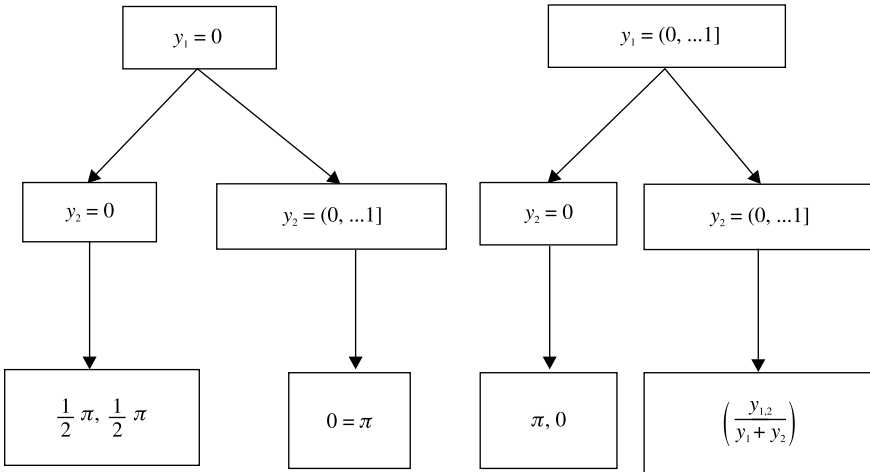 y₁ = 0
y₁ = (0, ...1]
y₂ = 0
y₂ = (0, ...1]
y₂ = 0
y₂ = (0, ...1]
1/2 π, 1/2 π
0 = π
π, 0
(y₁,₂ / y₁ + y₂)